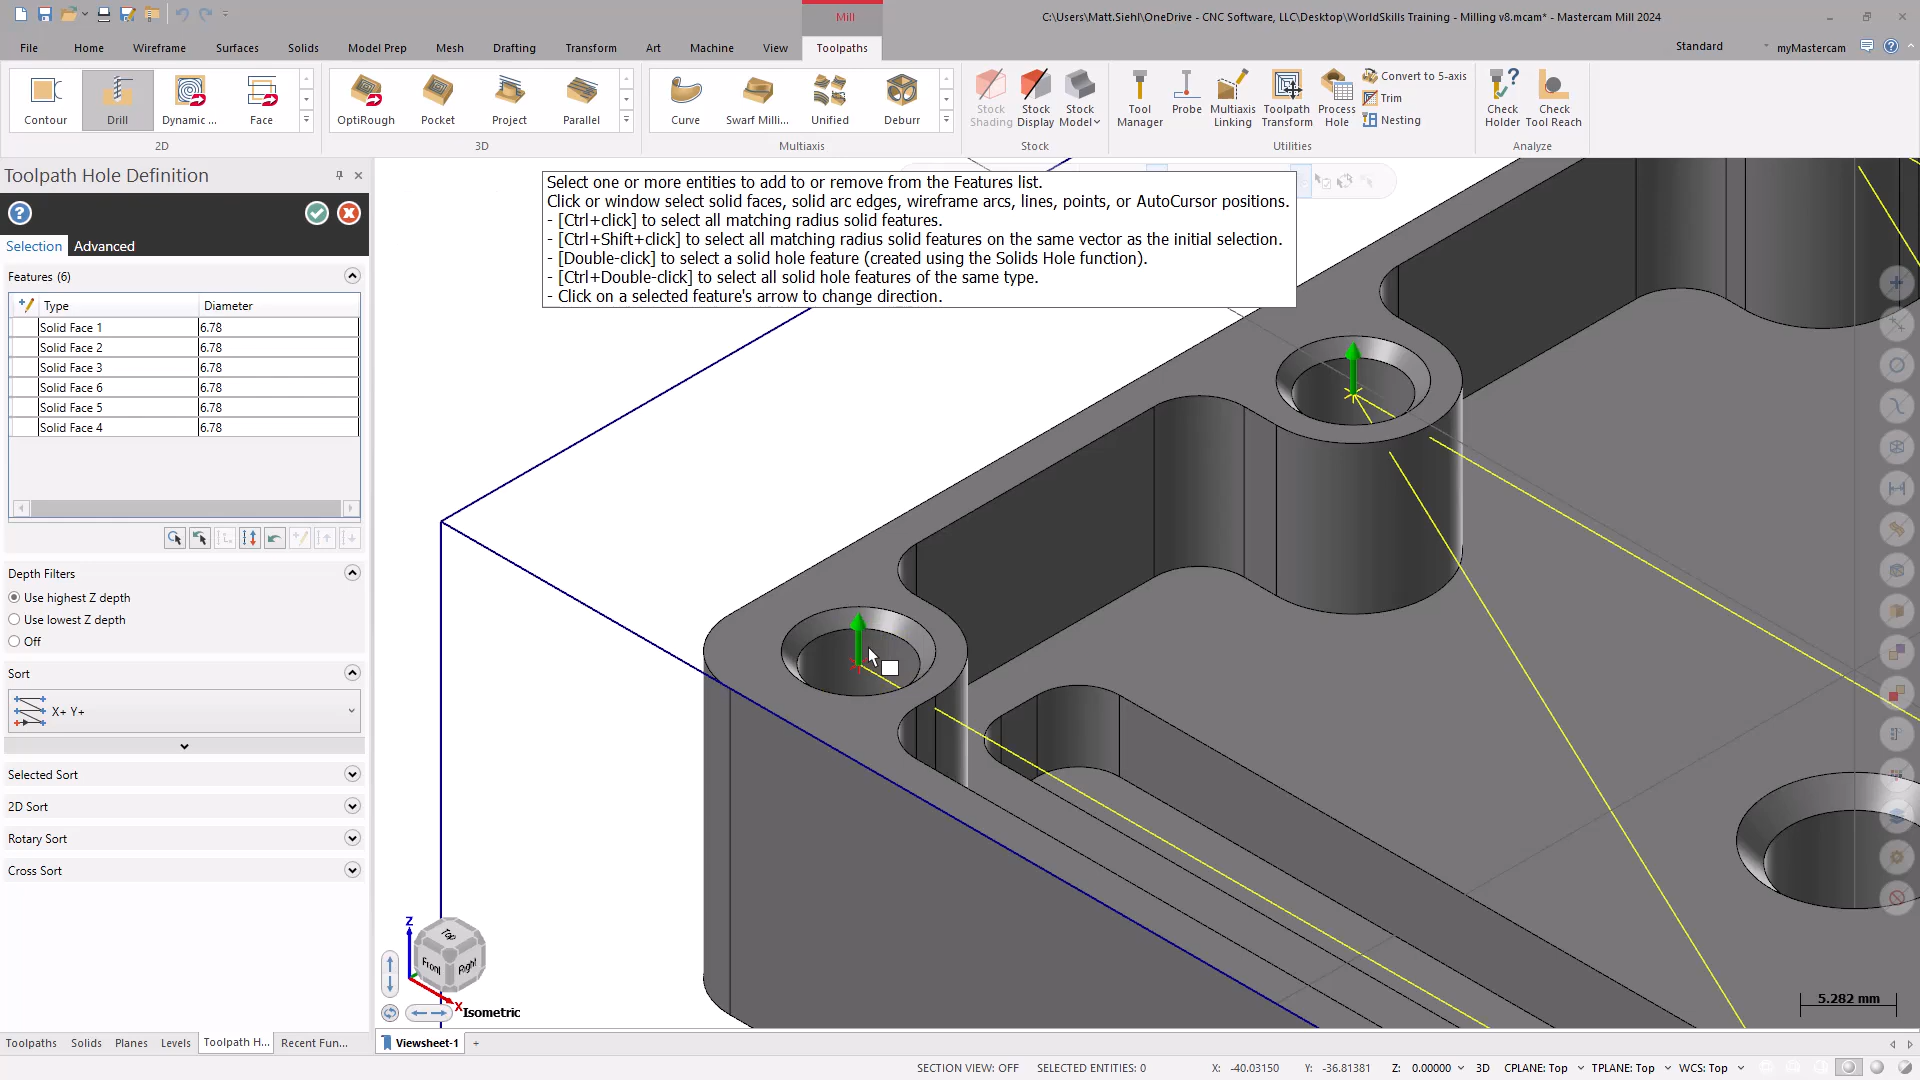 Mill
C:\Users\Matt.Siehl\OneDrive - CNC Software, LLC\Desktop\WorldSkills Training - Milling v8.mcam* - Mastercam Mill 2024
File Home Wireframe Surfaces Solids Model Prep Mesh Drafting Transform Art Machine View Toolpaths
Standard myMastercam
Contour Drill Dynamic ... Face
OptiRough Pocket Project Parallel
Curve Swarf Milli... Unified Deburr
Stock Shading Stock Display Stock Model
Tool Manager Probe Multiaxis Linking Toolpath Transform Process Hole
Convert to 5-axis
Trim
Nesting
Check Holder Check Tool Reach
2D 3D Multiaxis Stock Utilities Analyze
Toolpath Hole Definition
Selection Advanced
Features (6)
Type Diameter
Solid Face 1 6.78
Solid Face 2 6.78
Solid Face 3 6.78
Solid Face 6 6.78
Solid Face 5 6.78
Solid Face 4 6.78
Depth Filters
Use highest Z depth
Use lowest Z depth
Off
Sort
X+ Y+
Selected Sort
2D Sort
Rotary Sort
Cross Sort
Select one or more entities to add to or remove from the Features list.
Click or window select solid faces, solid arc edges, wireframe arcs, lines, points, or AutoCursor positions.
- [Ctrl+click] to select all matching radius solid features.
- [Ctrl+Shift+click] to select all matching radius solid features on the same vector as the initial selection.
- [Double-click] to select a solid hole feature (created using the Solids Hole function).
- [Ctrl+Double-click] to select all solid hole features of the same type.
- Click on a selected feature's arrow to change direction.
Z
Top
Front Right
X
Isometric
5.282 mm
Toolpaths Solids Planes Levels Toolpath H... Recent Fun...
Viewsheet-1 +
SECTION VIEW: OFF SELECTED ENTITIES: 0 X: -40.03150 Y: -36.81381 Z: 0.00000 3D CPLANE: Top TPLANE: Top WCS: Top